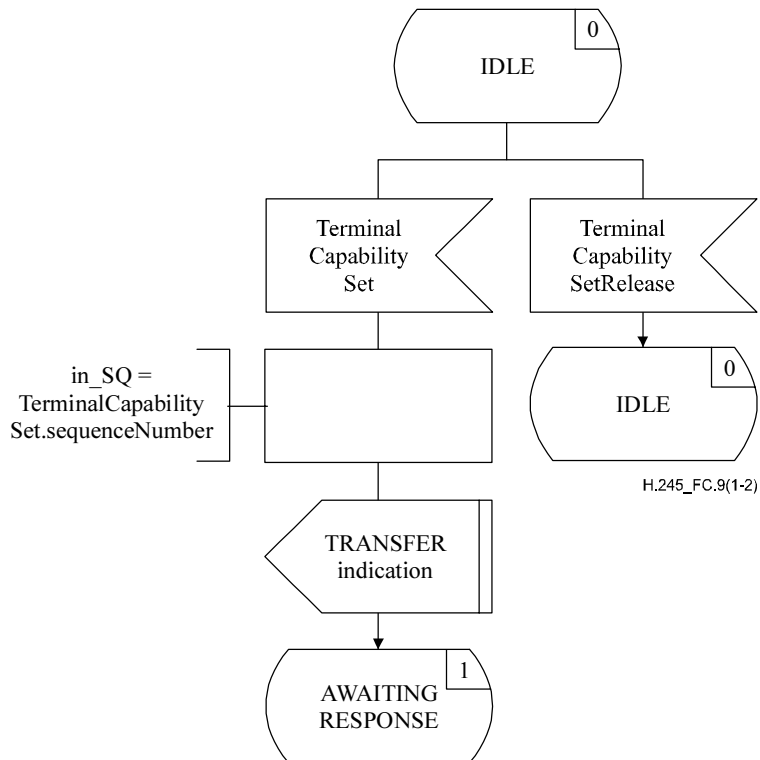 0
IDLE
Terminal
Capability
Set
Terminal
Capability
SetRelease
in_SQ =
TerminalCapability
Set.sequenceNumber
0
IDLE
H.245_FC.9(1-2)
TRANSFER
indication
1
AWAITING
RESPONSE